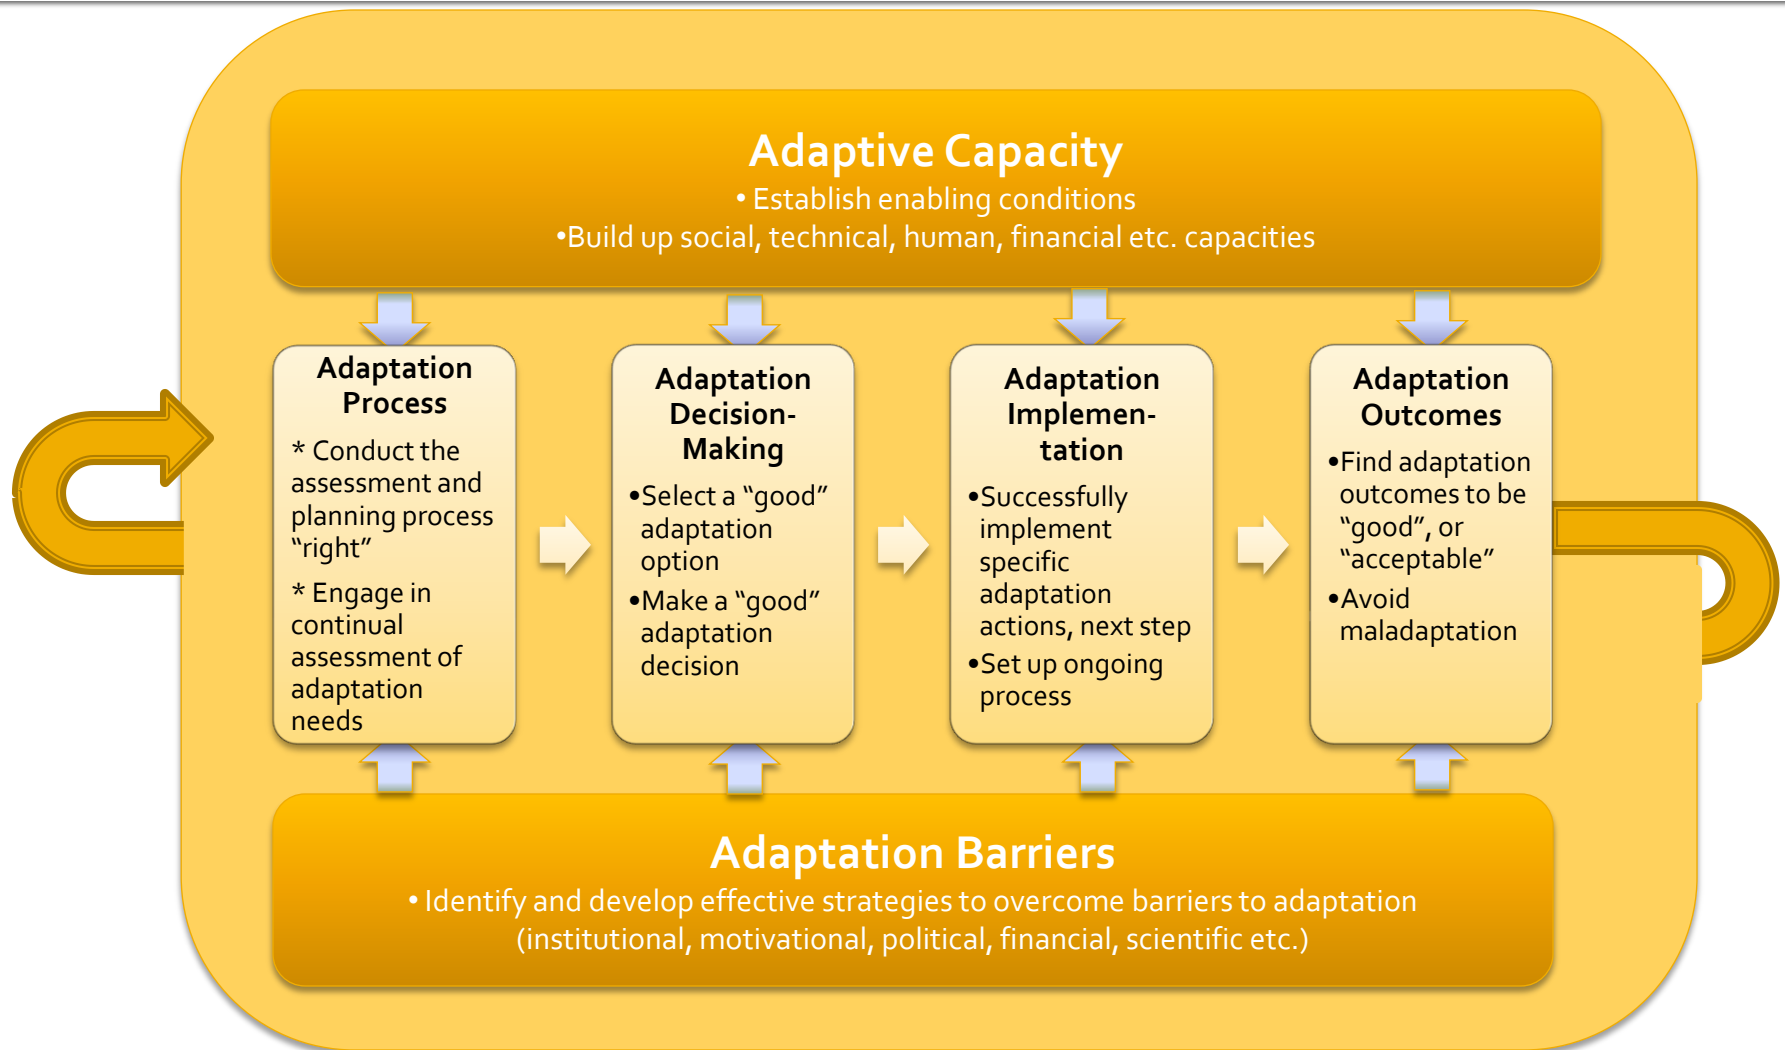 Adaptive Capacity
• Establish enabling conditions
•Build up social, technical, human, financial etc. capacities
Adaptation
Process
* Conduct the
assessment and
planning process
“right”
* Engage in
continual
assessment of
adaptation
needs
Adaptation
Decision-
Making
•Select a “good”
adaptation
option
•Make a “good”
adaptation
decision
Adaptation
Implemen-
tation
•Successfully
implement
specific
adaptation
actions, next step
•Set up ongoing
process
Adaptation
Outcomes
•Find adaptation
outcomes to be
“good”, or
“acceptable”
•Avoid
maladaptation
Adaptation Barriers
• Identify and develop effective strategies to overcome barriers to adaptation
(institutional, motivational, political, financial, scientific etc.)